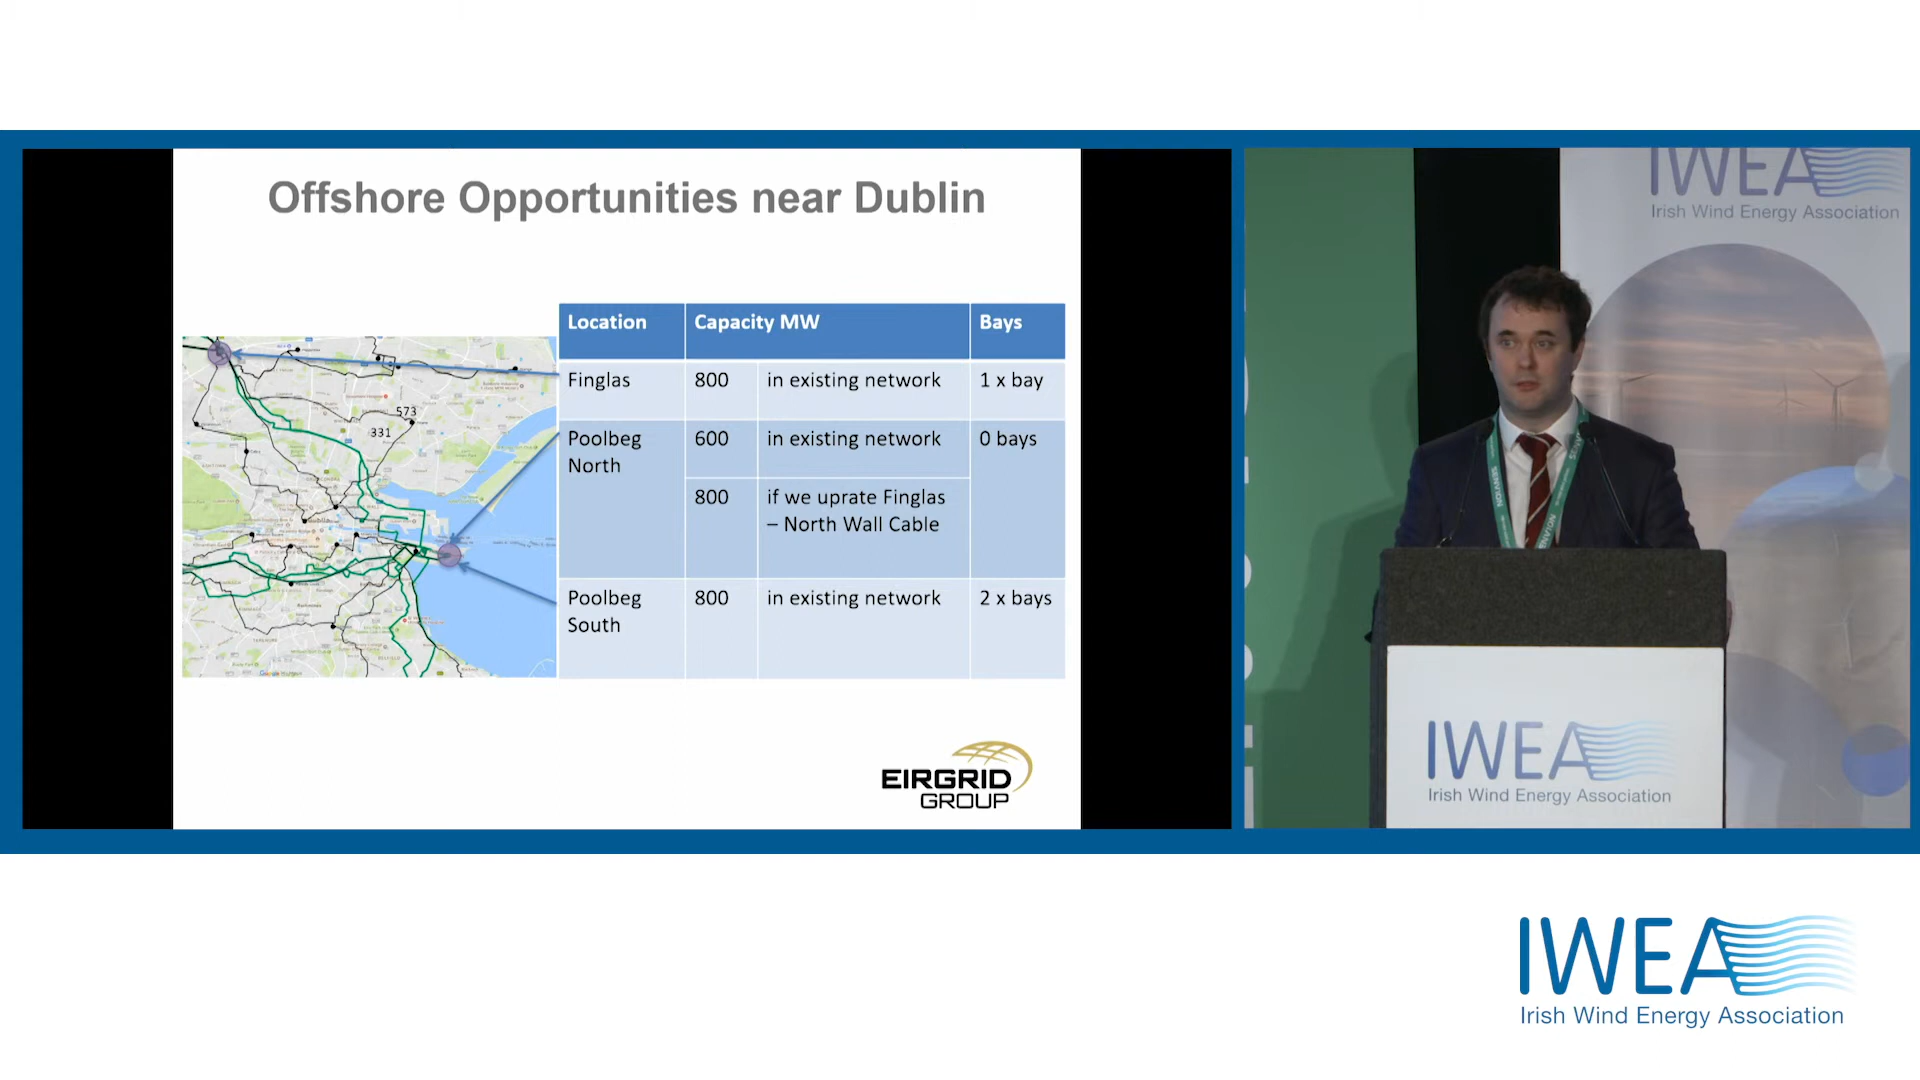 Offshore Opportunities near Dublin
Location Capacity MW Bays
Finglas 800 in existing network 1 x bay
Poolbeg North 600 in existing network 0 bays
800 if we uprate Finglas
– North Wall Cable
Poolbeg South 800 in existing network 2 x bays
573
331
EIRGRID
GROUP
IWEA
Irish Wind Energy Association
IWEA
Irish Wind Energy Association
IWEA
Irish Wind Energy Association